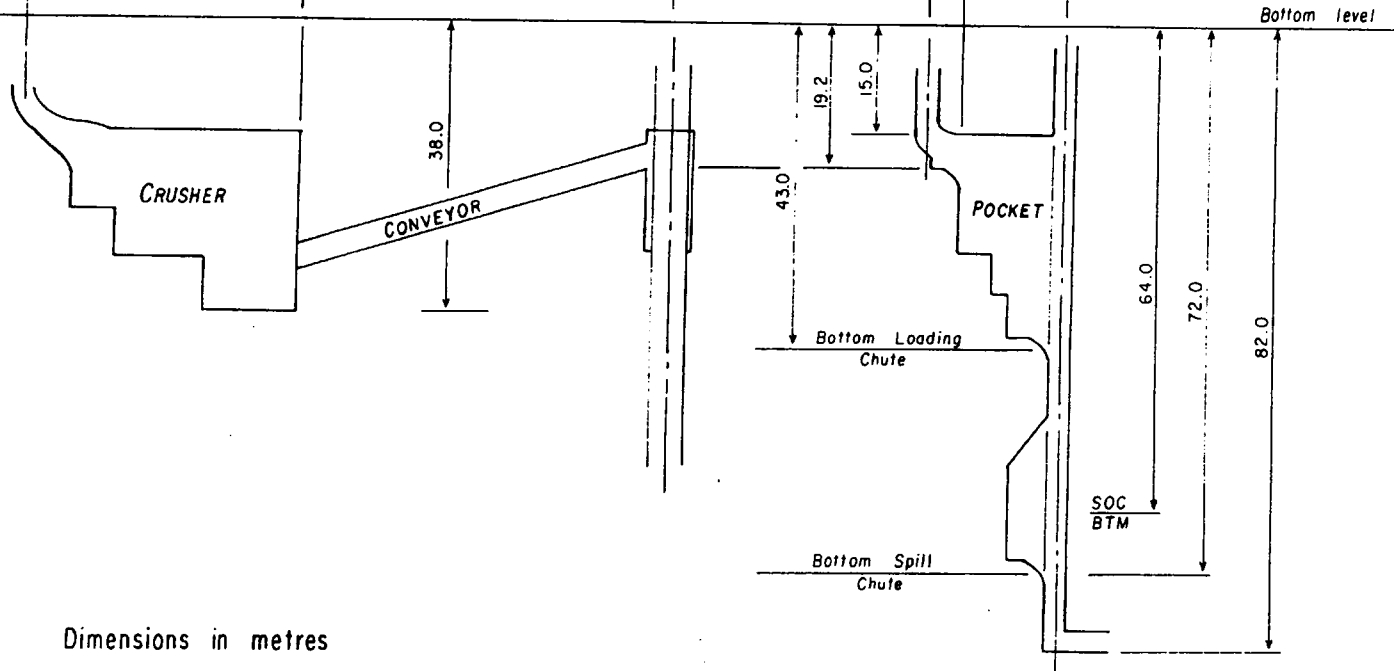 Bottom level
15.0
19.2
38.0
CRUSHER
43.0
CONVEYOR
POCKET
64.0
72.0
82.0
Bottom Loading
Chute
SOC
BTM
Bottom Spill
Chute
Dimensions in metres